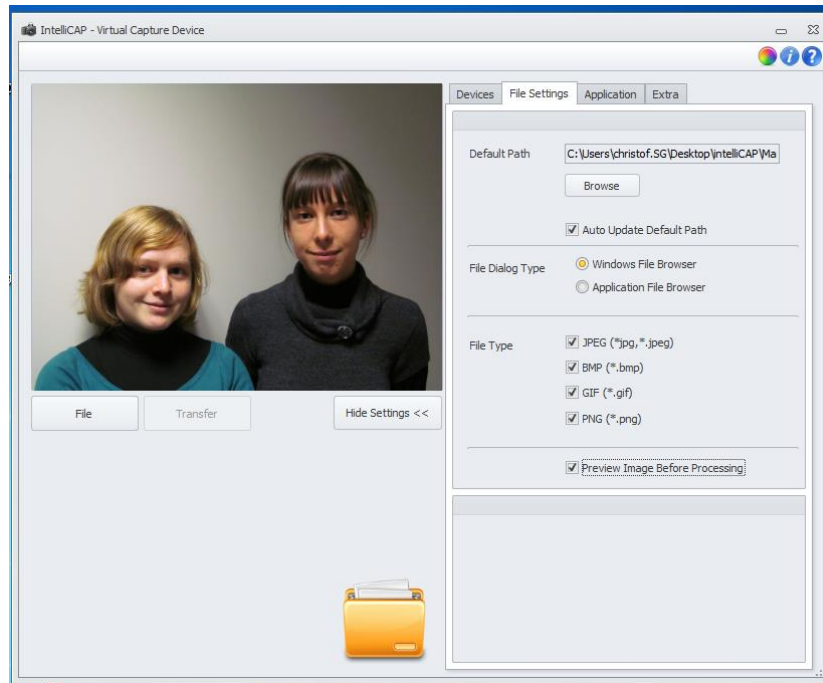 IntelliCAP - Virtual Capture Device
Devices File Settings Application Extra
Default Path C:\Users\christof.SG\Desktop\intelliCAP\Ma
Browse
Auto Update Default Path
File Dialog Type Windows File Browser
Application File Browser
File Type JPEG (*jpg,*.jpeg)
BMP (*.bmp)
GIF (*.gif)
PNG (*.png)
File Transfer Hide Settings <<
Preview Image Before Processing